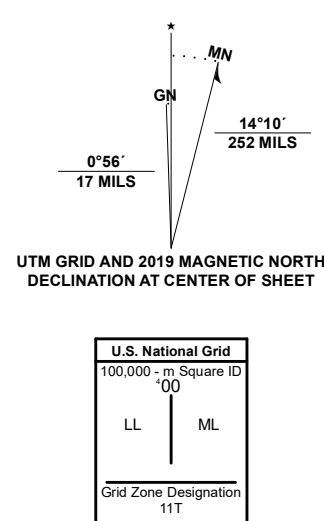 ★
MN
GN
14°10´
252 MILS
0°56´
17 MILS
UTM GRID AND 2019 MAGNETIC NORTH
DECLINATION AT CENTER OF SHEET
U.S. National Grid
100,000 - m Square ID
⁴00
LL ML
Grid Zone Designation
11T